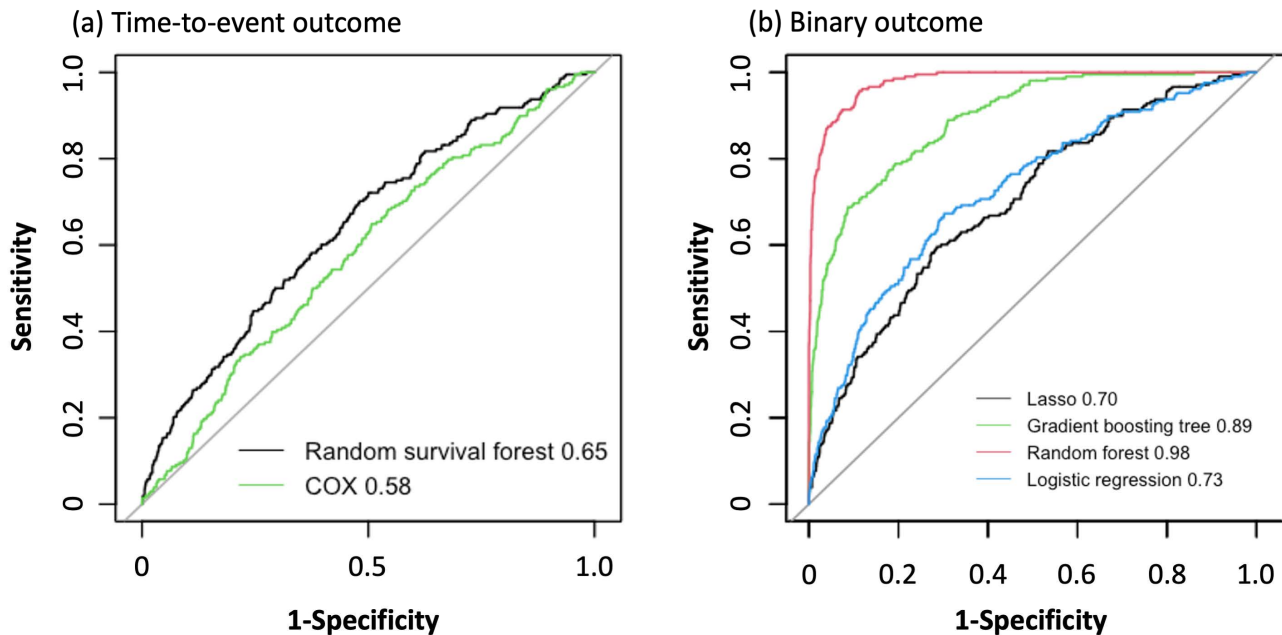 (a) Time-to-event outcome
Sensitivity
1.0
0.8
0.6
0.4
0.2
0
Random survival forest 0.65
COX 0.58
0 0.5 1.0
1-Specificity
(b) Binary outcome
Sensitivity
1.0
0.8
0.6
0.4
0.2
0
Lasso 0.70
Gradient boosting tree 0.89
Random forest 0.98
Logistic regression 0.73
0 0.2 0.4 0.6 0.8 1.0
1-Specificity